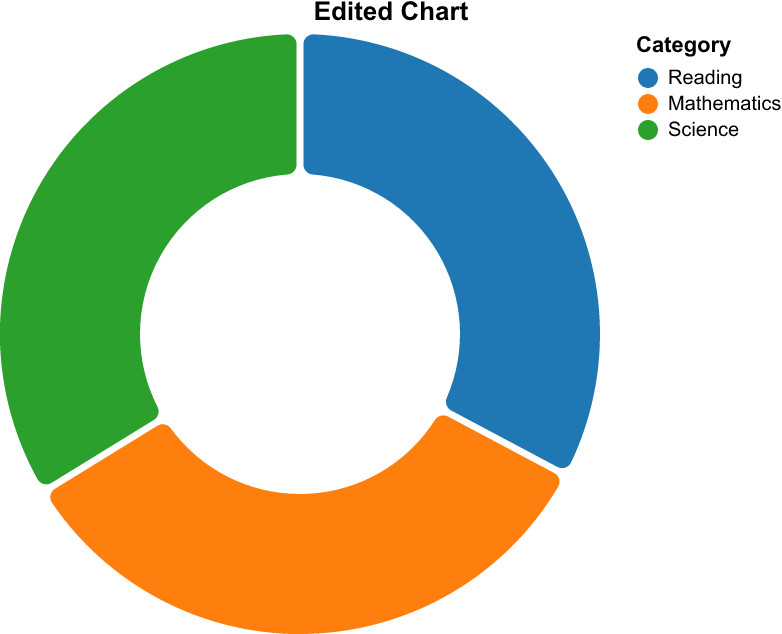 Edited Chart
Category
Reading
Mathematics
Science